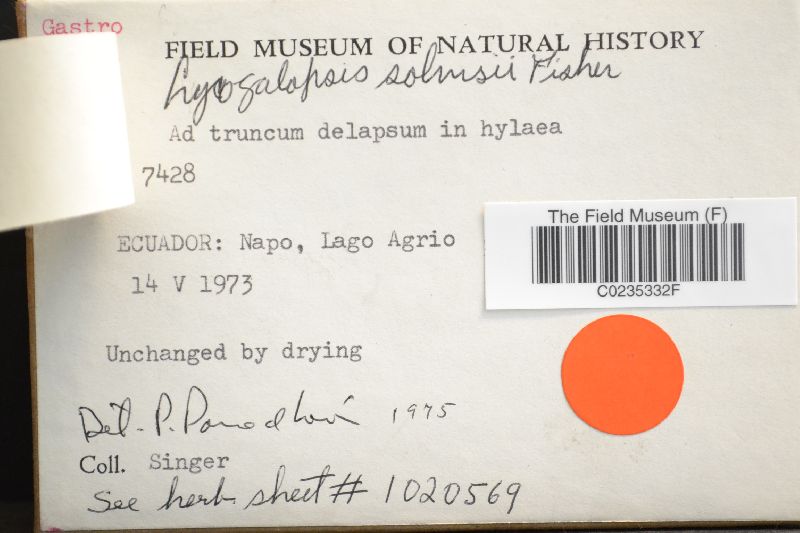 Gastro
FIELD MUSEUM OF NATURAL HISTORY
Lycogalopsis solmsii Fisher
Ad truncum delapsum in hylaea
7428
The Field Museum (F)
C0235332F
ECUADOR: Napo, Lago Agrio
14 V 1973
Unchanged by drying
Det. P. 1975
Coll. Singer
See herb. sheet # 1020569